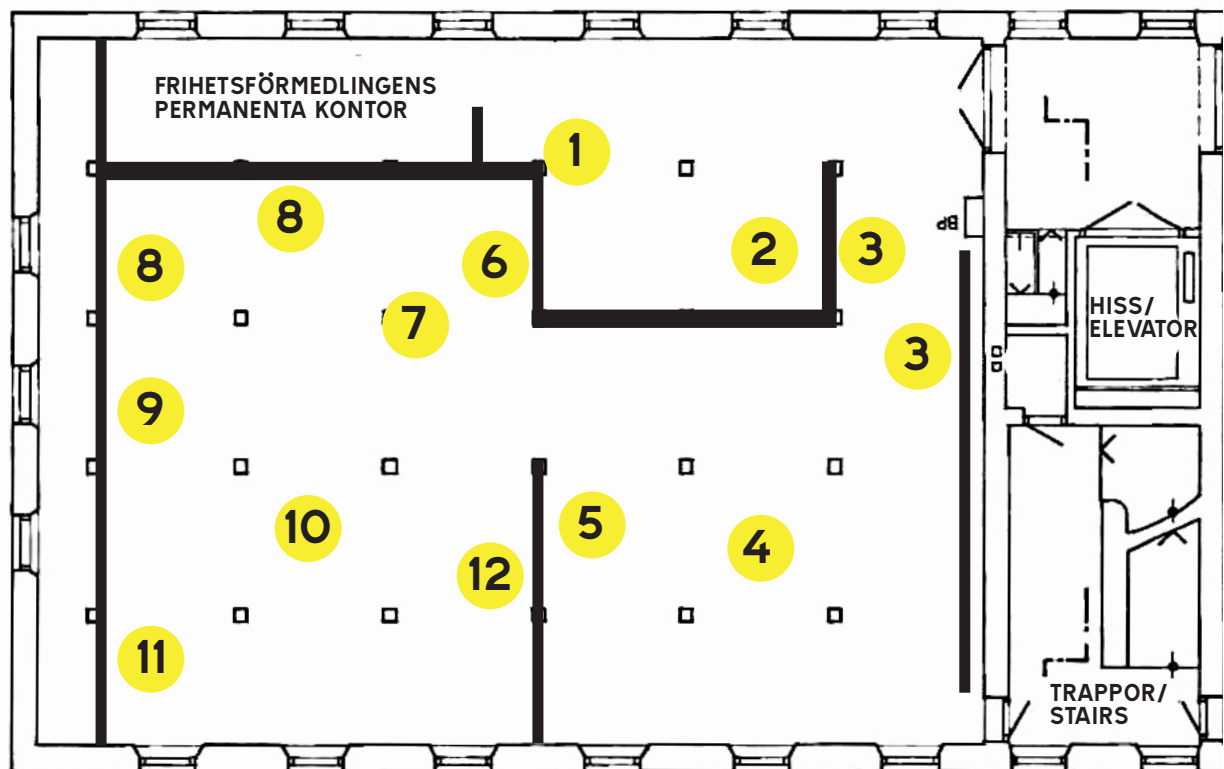 FRIHETSFÖRMEDLINGENS
PERMANENTA KONTOR
1
8
2
3
6
8
BP
HISS/
ELEVATOR
7
3
9
10
5
4
12
11
TRAPPOR/
STAIRS